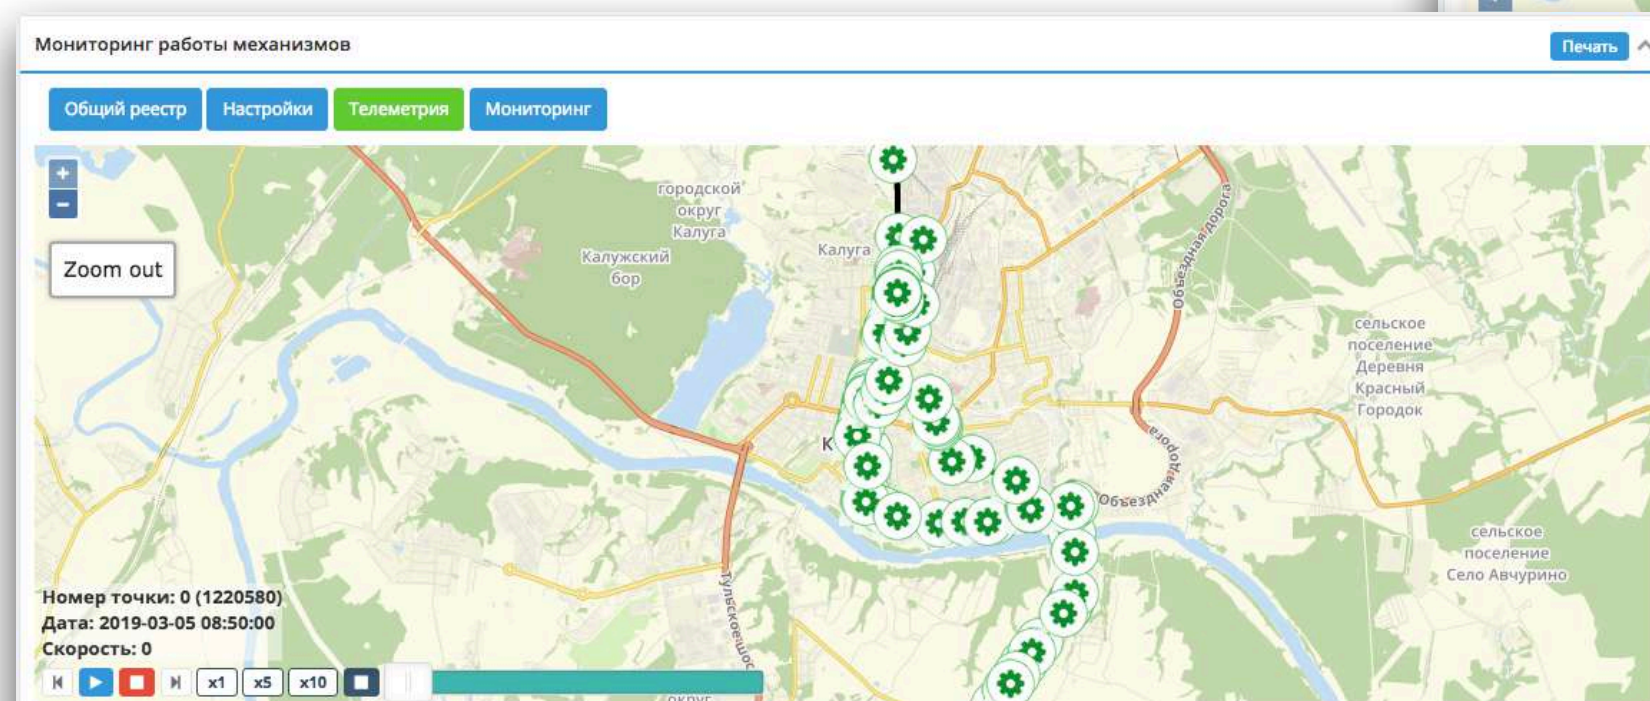 Мониторинг работы механизмов
Печать
Общий реестр
Настройки
Телеметрия
Мониторинг
+
−
Zoom out
городской
округ
Калуга
Калужский
бор
Калуга
Объездная дорога
сельское
поселение
Деревня
Красный
Городок
К
Объездная дорога
сельское
поселение
Село Авчурино
Тульское шос
Номер точки: 0 (1220580)
Дата: 2019-03-05 08:50:00
Скорость: 0
x1
x5
x10
округ